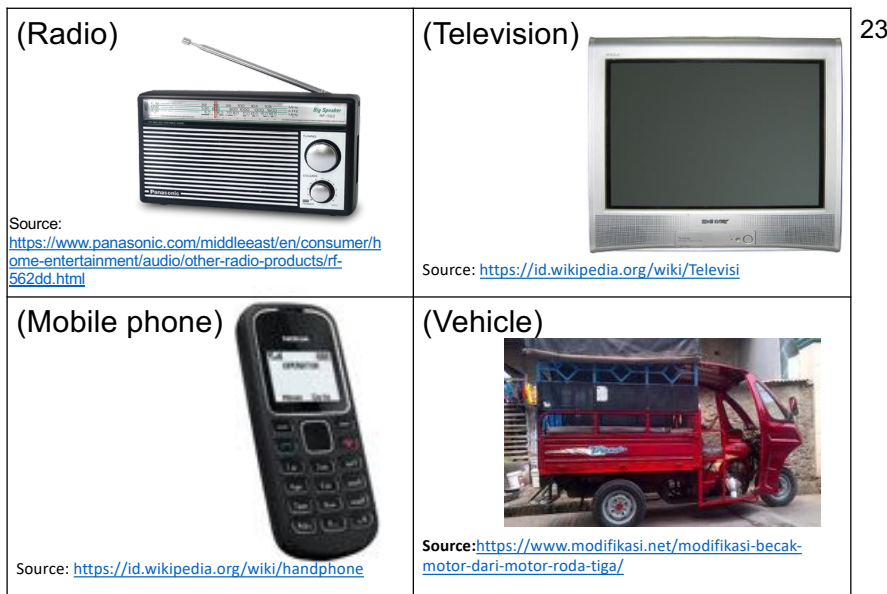 (Radio)
Big Speaker
Panasonic
Source:
https://www.panasonic.com/middleeast/en/consumer/h
ome-entertainment/audio/other-radio-products/rf-
562dd.html
(Television)
Source: https://id.wikipedia.org/wiki/Televisi
23
(Mobile phone)
NOKIA
Source: https://id.wikipedia.org/wiki/handphone
(Vehicle)
Source:https://www.modifikasi.net/modifikasi-becak-
motor-dari-motor-roda-tiga/